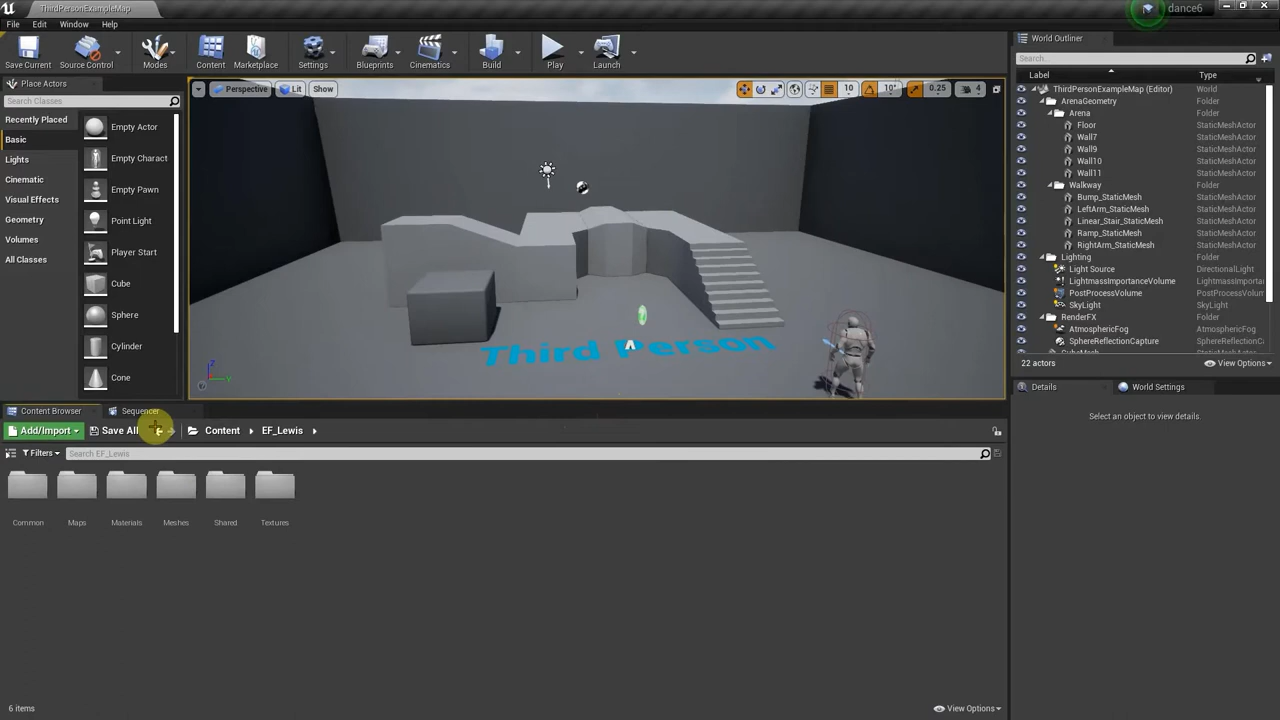 ThirdPersonExampleMap
dance6
File Edit Window Help
Save Current
Source Control
Modes
Content
Marketplace
Settings
Blueprints
Cinematics
Build
Play
Launch
Place Actors
Search Classes
Recently Placed
Basic
Lights
Cinematic
Visual Effects
Geometry
Volumes
All Classes
Empty Actor
Empty Charact
Empty Pawn
Point Light
Player Start
Cube
Sphere
Cylinder
Cone
Perspective Lit Show
10 10° 0.25 4
Third Person
World Outliner
Search...
Label Type
ThirdPersonExampleMap (Editor) World
ArenaGeometry Folder
Arena Folder
Floor StaticMeshActor
Wall7 StaticMeshActor
Wall9 StaticMeshActor
Wall10 StaticMeshActor
Wall11 StaticMeshActor
Walkway Folder
Bump_StaticMesh StaticMeshActor
LeftArm_StaticMesh StaticMeshActor
Linear_Stair_StaticMesh StaticMeshActor
Ramp_StaticMesh StaticMeshActor
RightArm_StaticMesh StaticMeshActor
Lighting Folder
Light Source DirectionalLight
LightmassImportanceVolume LightmassImportan
PostProcessVolume PostProcessVolum
SkyLight SkyLight
RenderFX Folder
AtmosphericFog AtmosphericFog
SphereReflectionCapture SphereReflectionCa
22 actors View Options
Details World Settings
Select an object to view details.
Content Browser Sequencer
Add/Import Save All Content EF_Lewis
Filters Search EF_Lewis
Common Maps Materials Meshes Shared Textures
6 items View Options